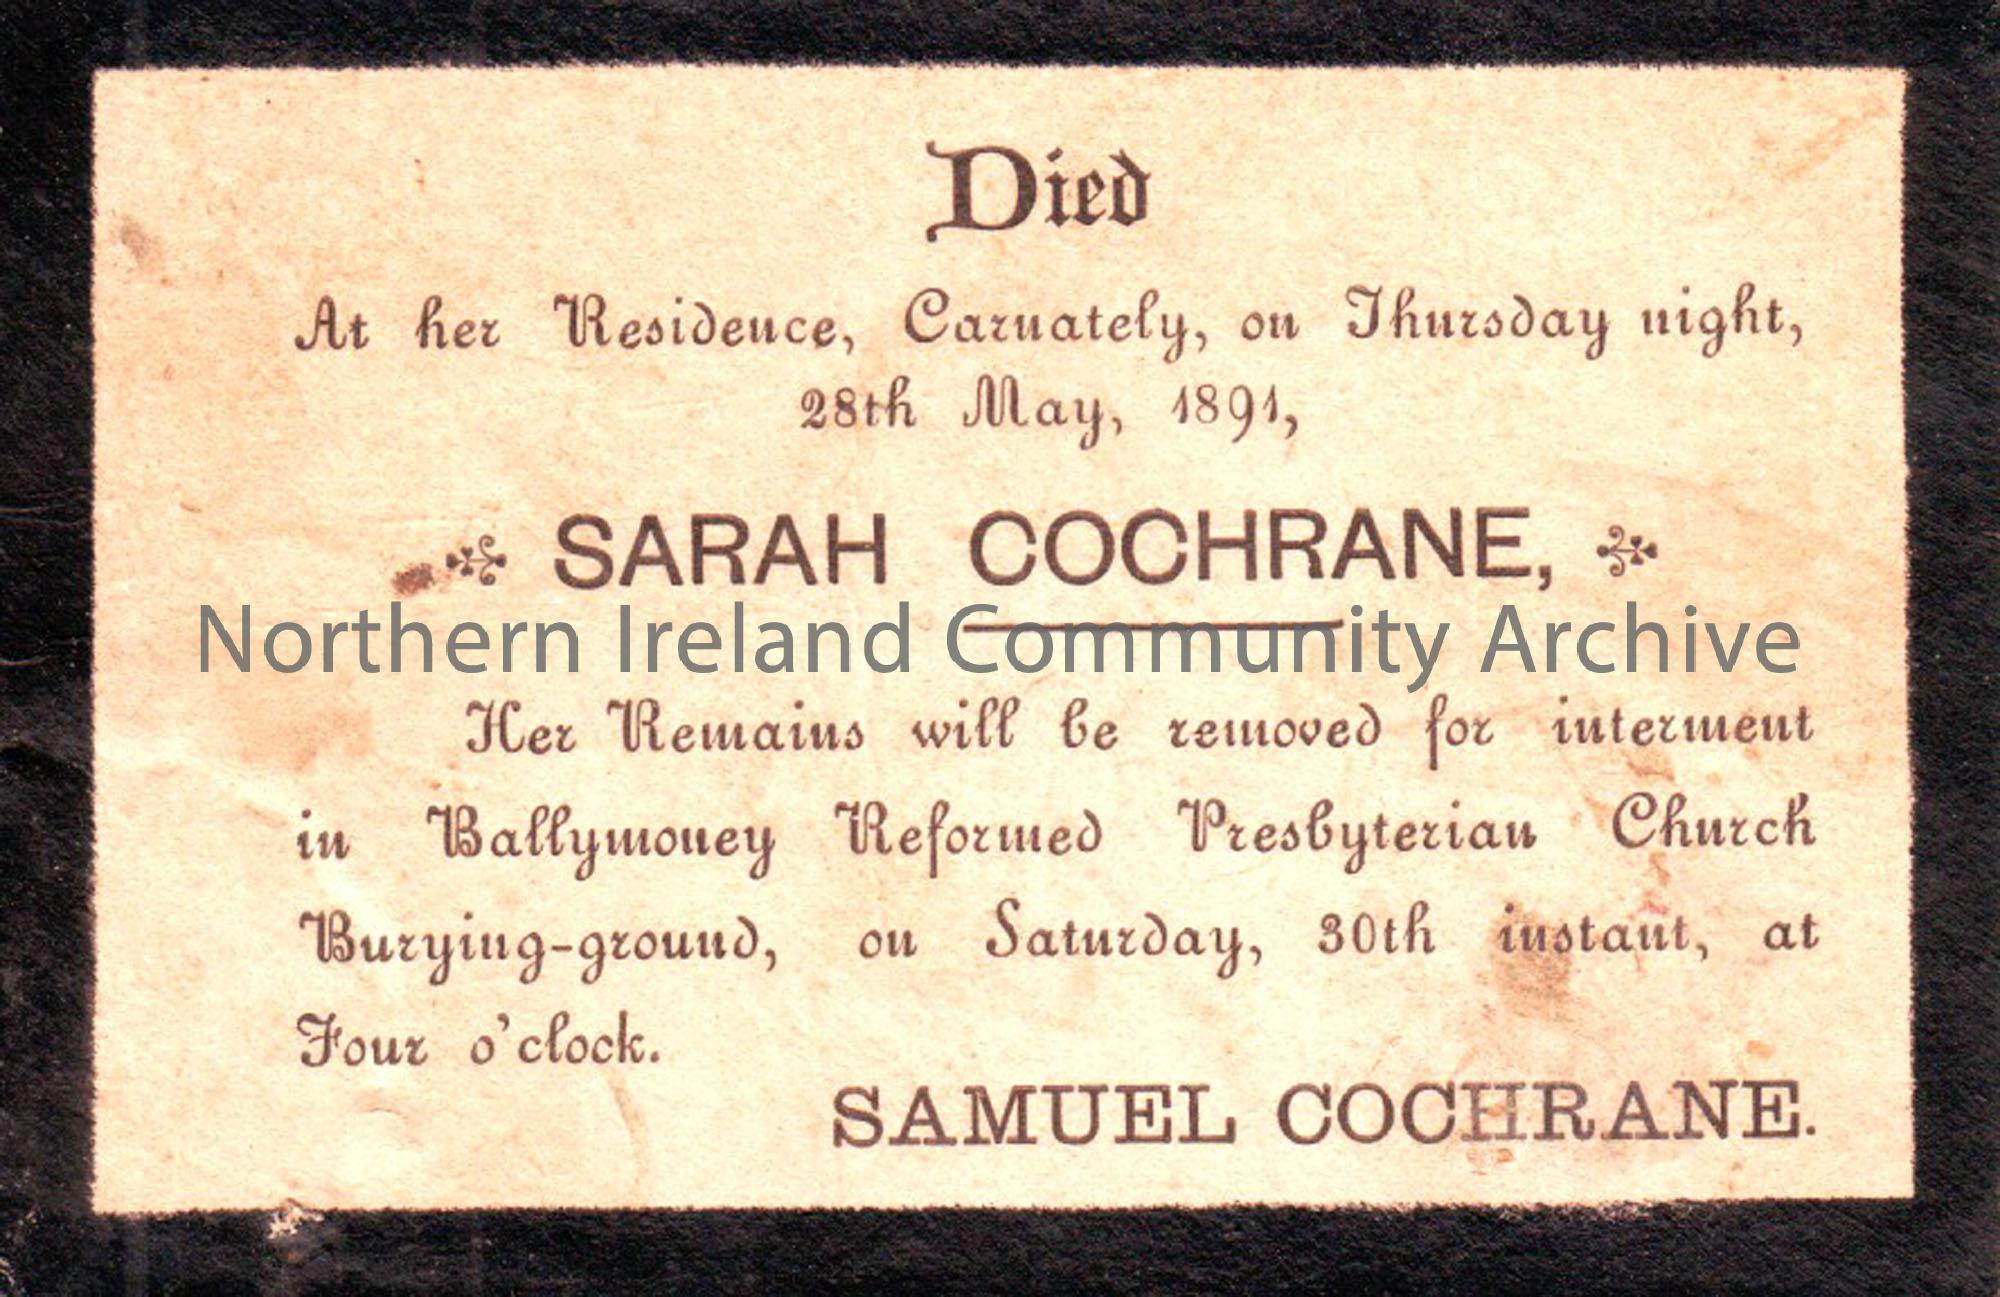 Died
At her Residence, Carnately, on Thursday night,
28th May, 1891,
SARAH COCHRANE,
Northern Ireland Community Archive
Her Remains will be removed for interment
in Ballymoney Reformed Presbyterian Church
Burying-ground, on Saturday, 30th instant, at
Four o'clock.
SAMUEL COCHRANE.